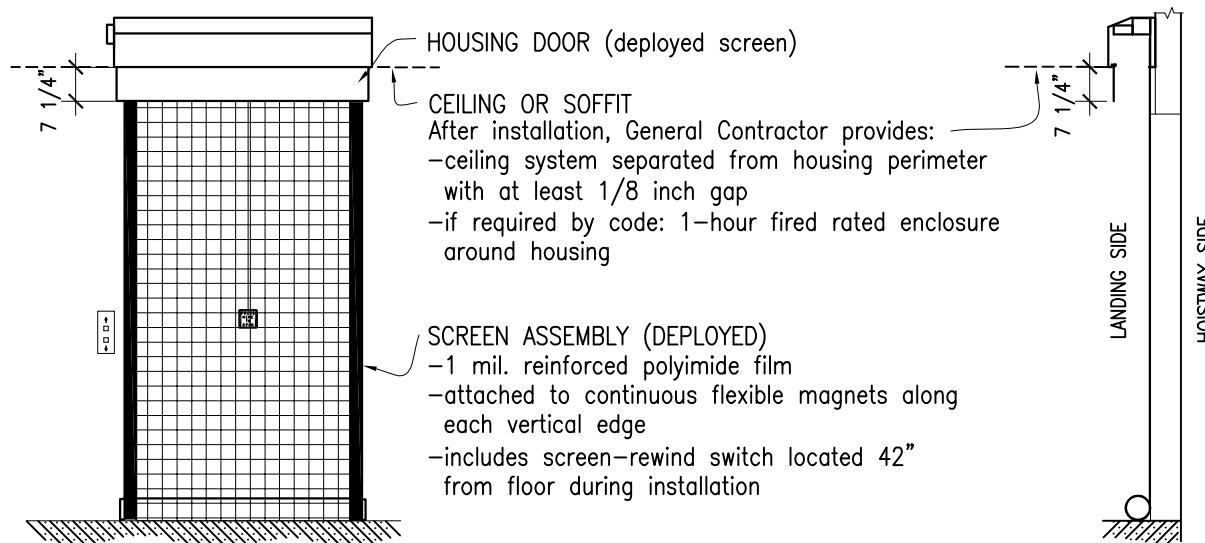 HOUSING DOOR (deployed screen)
7 1/4"
CEILING OR SOFFIT
After installation, General Contractor provides:
-ceiling system separated from housing perimeter
with at least 1/8 inch gap
-if required by code: 1-hour fired rated enclosure
around housing
7 1/4"
LANDING SIDE
HOISTWAY SIDE
SCREEN ASSEMBLY (DEPLOYED)
-1 mil. reinforced polyimide film
-attached to continuous flexible magnets along
each vertical edge
-includes screen-rewind switch located 42"
from floor during installation